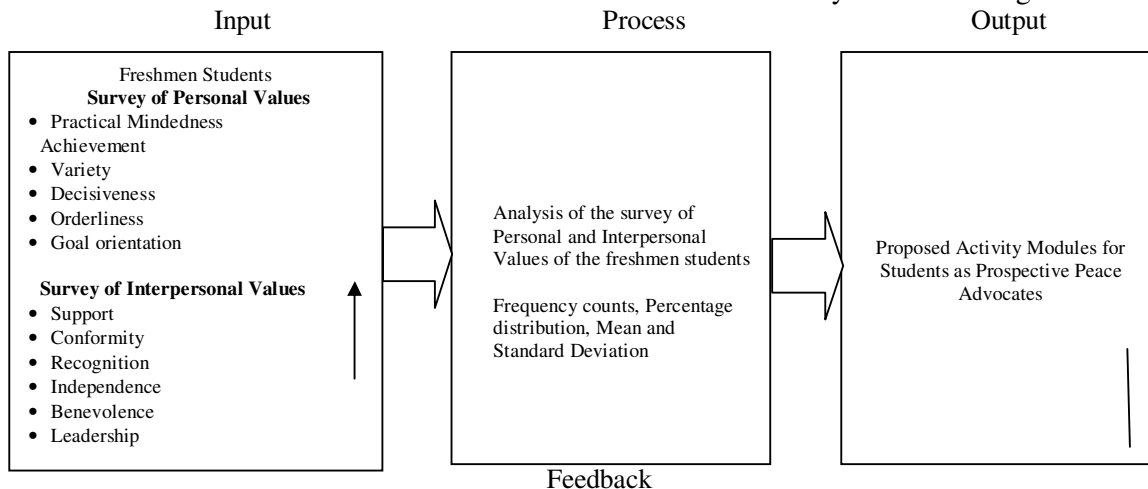 Input
Process
Output
Freshmen Students
Survey of Personal Values
• Practical Mindedness
Achievement
• Variety
• Decisiveness
• Orderliness
• Goal orientation
Survey of Interpersonal Values
• Support
• Conformity
• Recognition
• Independence
• Benevolence
• Leadership
Analysis of the survey of
Personal and Interpersonal
Values of the freshmen students
Frequency counts, Percentage
distribution, Mean and
Standard Deviation
Proposed Activity Modules for
Students as Prospective Peace
Advocates
Feedback